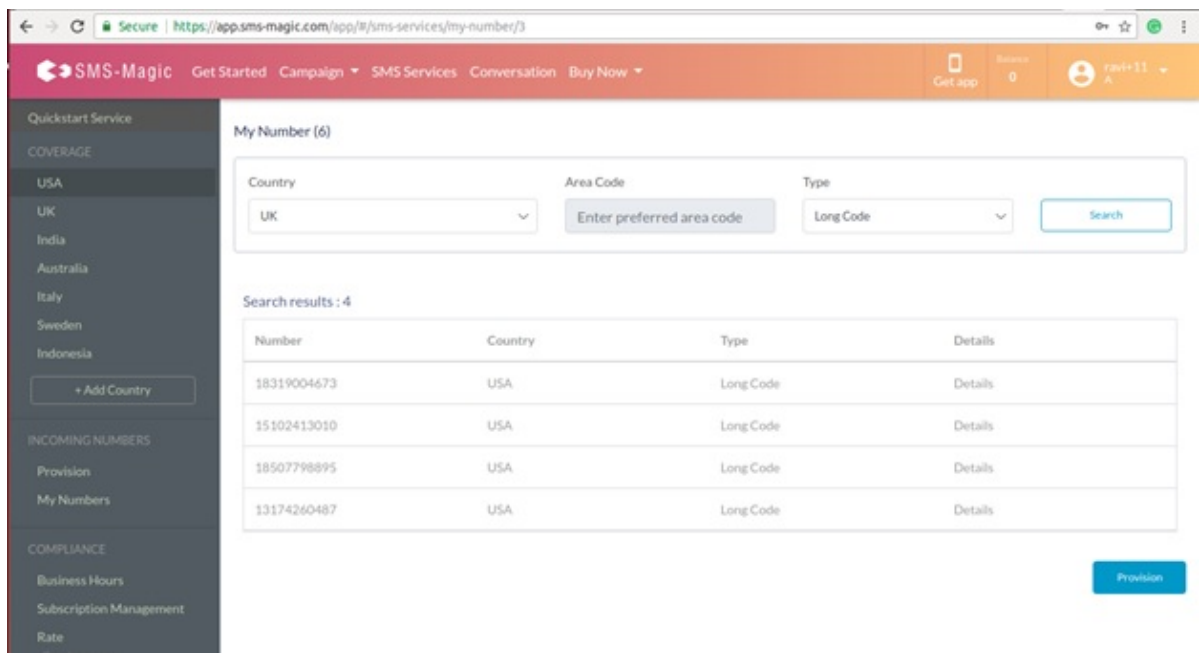 Secure | https://app.sms-magic.com/app/#/sms-services/my-number/3
SMS-Magic Get Started Campaign SMS Services Conversation Buy Now Get app Balance 0 ravi+11 A
Quickstart Service
COVERAGE
USA
UK
India
Australia
Italy
Sweden
Indonesia
+ Add Country
INCOMING NUMBERS
Provision
My Numbers
COMPLIANCE
Business Hours
Subscription Management
Rate
My Number (6)
Country Area Code Type
UK Enter preferred area code Long Code Search
Search results : 4
Number Country Type Details
18319004673 USA Long Code Details
15102413010 USA Long Code Details
18507798895 USA Long Code Details
13174260487 USA Long Code Details
Provision